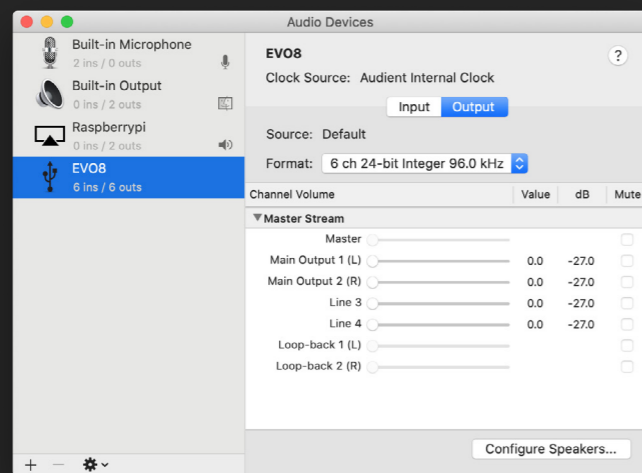 Audio Devices
Built-in Microphone
2 ins / 0 outs
Built-in Output
0 ins / 2 outs
Raspberrypi
0 ins / 2 outs
EVO8
6 ins / 6 outs
EVO8
?
Clock Source: Audient Internal Clock
Input Output
Source: Default
Format: 6 ch 24-bit Integer 96.0 kHz
Channel Volume Value dB Mute
Master Stream
Master
Main Output 1 (L) 0.0 -27.0
Main Output 2 (R) 0.0 -27.0
Line 3 0.0 -27.0
Line 4 0.0 -27.0
Loop-back 1 (L)
Loop-back 2 (R)
Configure Speakers...